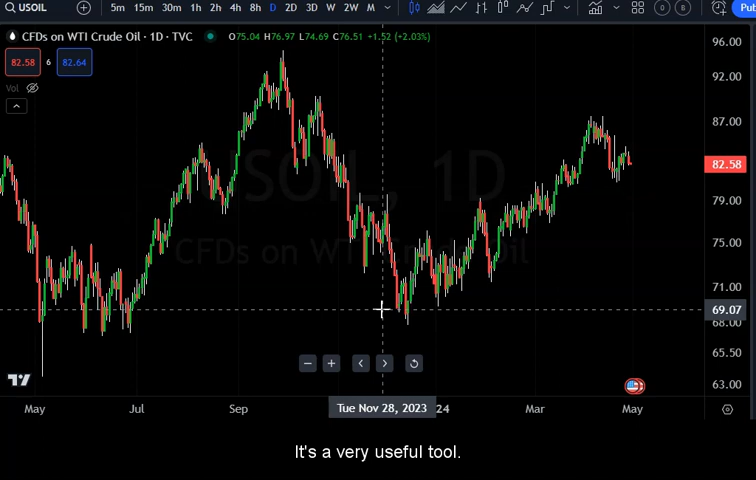 USOIL 5m 15m 30m 1h 2h 4h 8h D 2D 3D W 2W M Pu
CFDs on WTI Crude Oil · 1D · TVC O75.04 H76.97 L74.69 C76.51 +1.52 (+2.03%)
82.58 6 82.64
Vol
USOIL, 1D
CFDs on WTI Crude Oil
96.00
92.00
87.00
82.58
79.00
75.00
71.00
69.07
68.00
65.50
63.00
May Jul Sep Tue Nov 28, 2023 24 Mar May
It's a very useful tool.